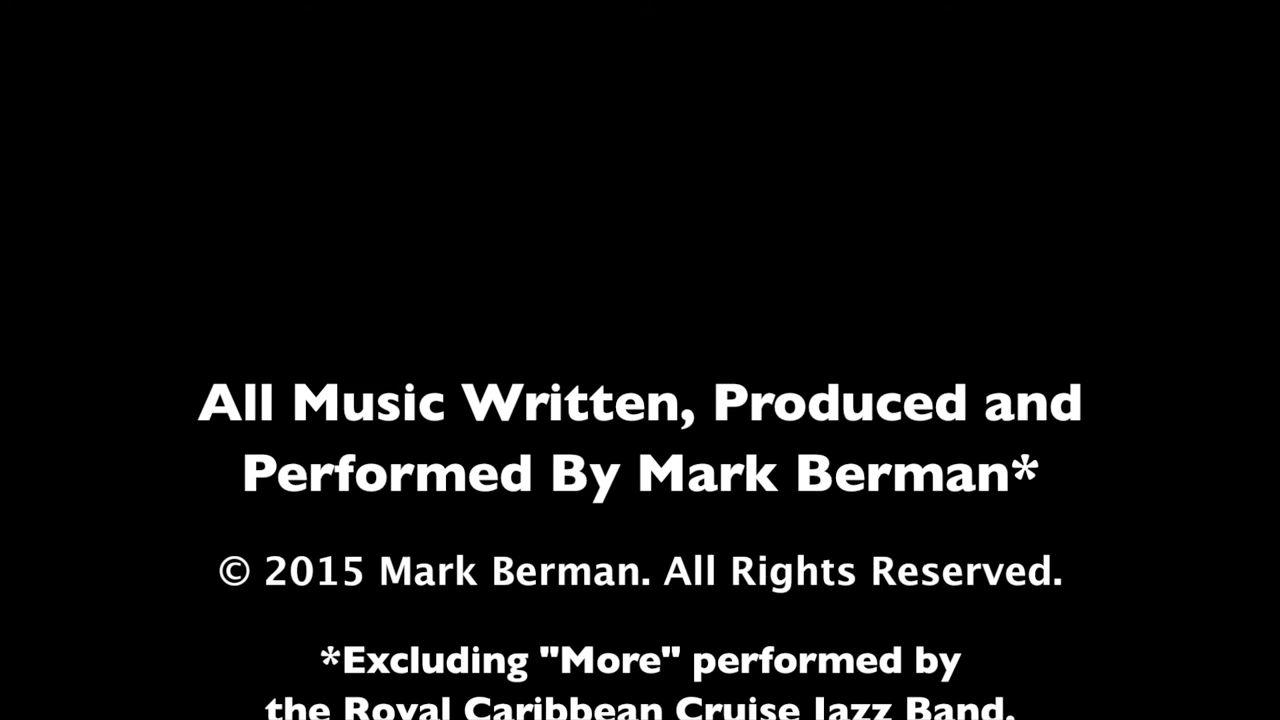 All Music Written, Produced and
Performed By Mark Berman*
© 2015 Mark Berman. All Rights Reserved.
*Excluding "More" performed by
the Royal Caribbean Cruise Jazz Band.